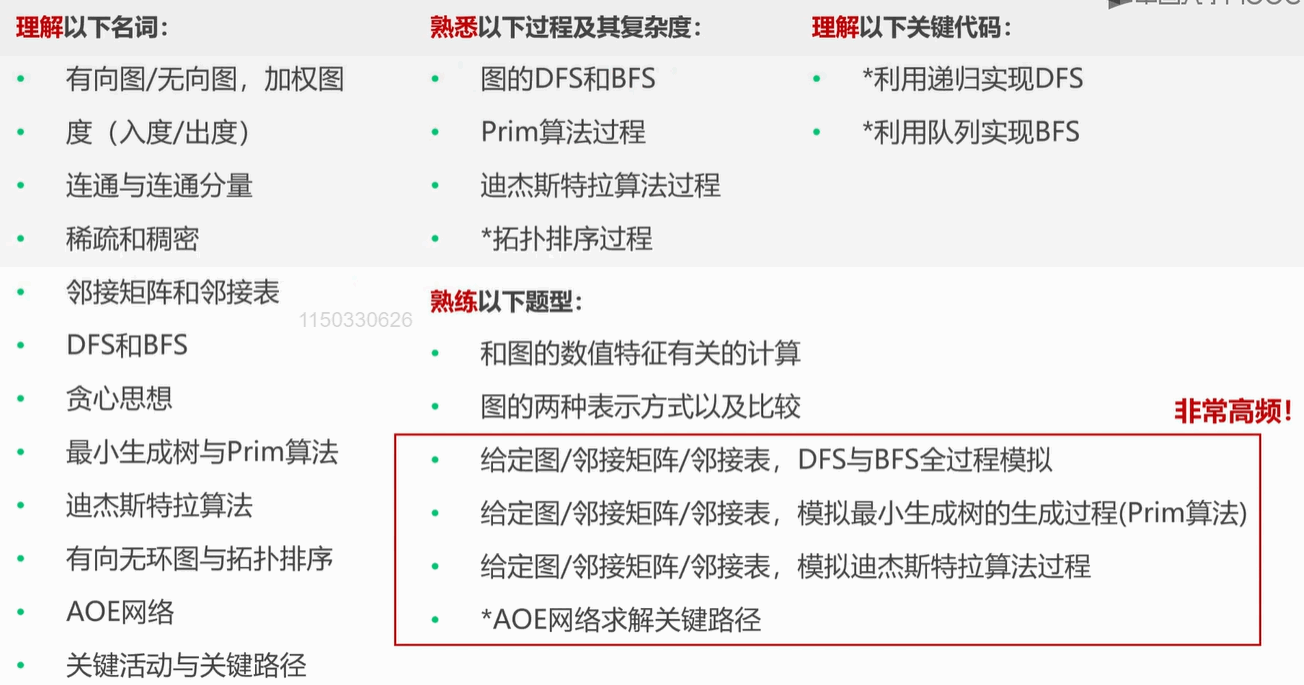 理解以下名词：
• 有向图/无向图，加权图
• 度（入度/出度）
• 连通与连通分量
• 稀疏和稠密
• 邻接矩阵和邻接表
• DFS和BFS
• 贪心思想
• 最小生成树与Prim算法
• 迪杰斯特拉算法
• 有向无环图与拓扑排序
• AOE网络
• 关键活动与关键路径
熟悉以下过程及其复杂度：
• 图的DFS和BFS
• Prim算法过程
• 迪杰斯特拉算法过程
• *拓扑排序过程
理解以下关键代码：
• *利用递归实现DFS
• *利用队列实现BFS
1150330626
熟练以下题型：
• 和图的数值特征有关的计算
• 图的两种表示方式以及比较
非常高频！
• 给定图/邻接矩阵/邻接表，DFS与BFS全过程模拟
• 给定图/邻接矩阵/邻接表，模拟最小生成树的生成过程(Prim算法)
• 给定图/邻接矩阵/邻接表，模拟迪杰斯特拉算法过程
• *AOE网络求解关键路径